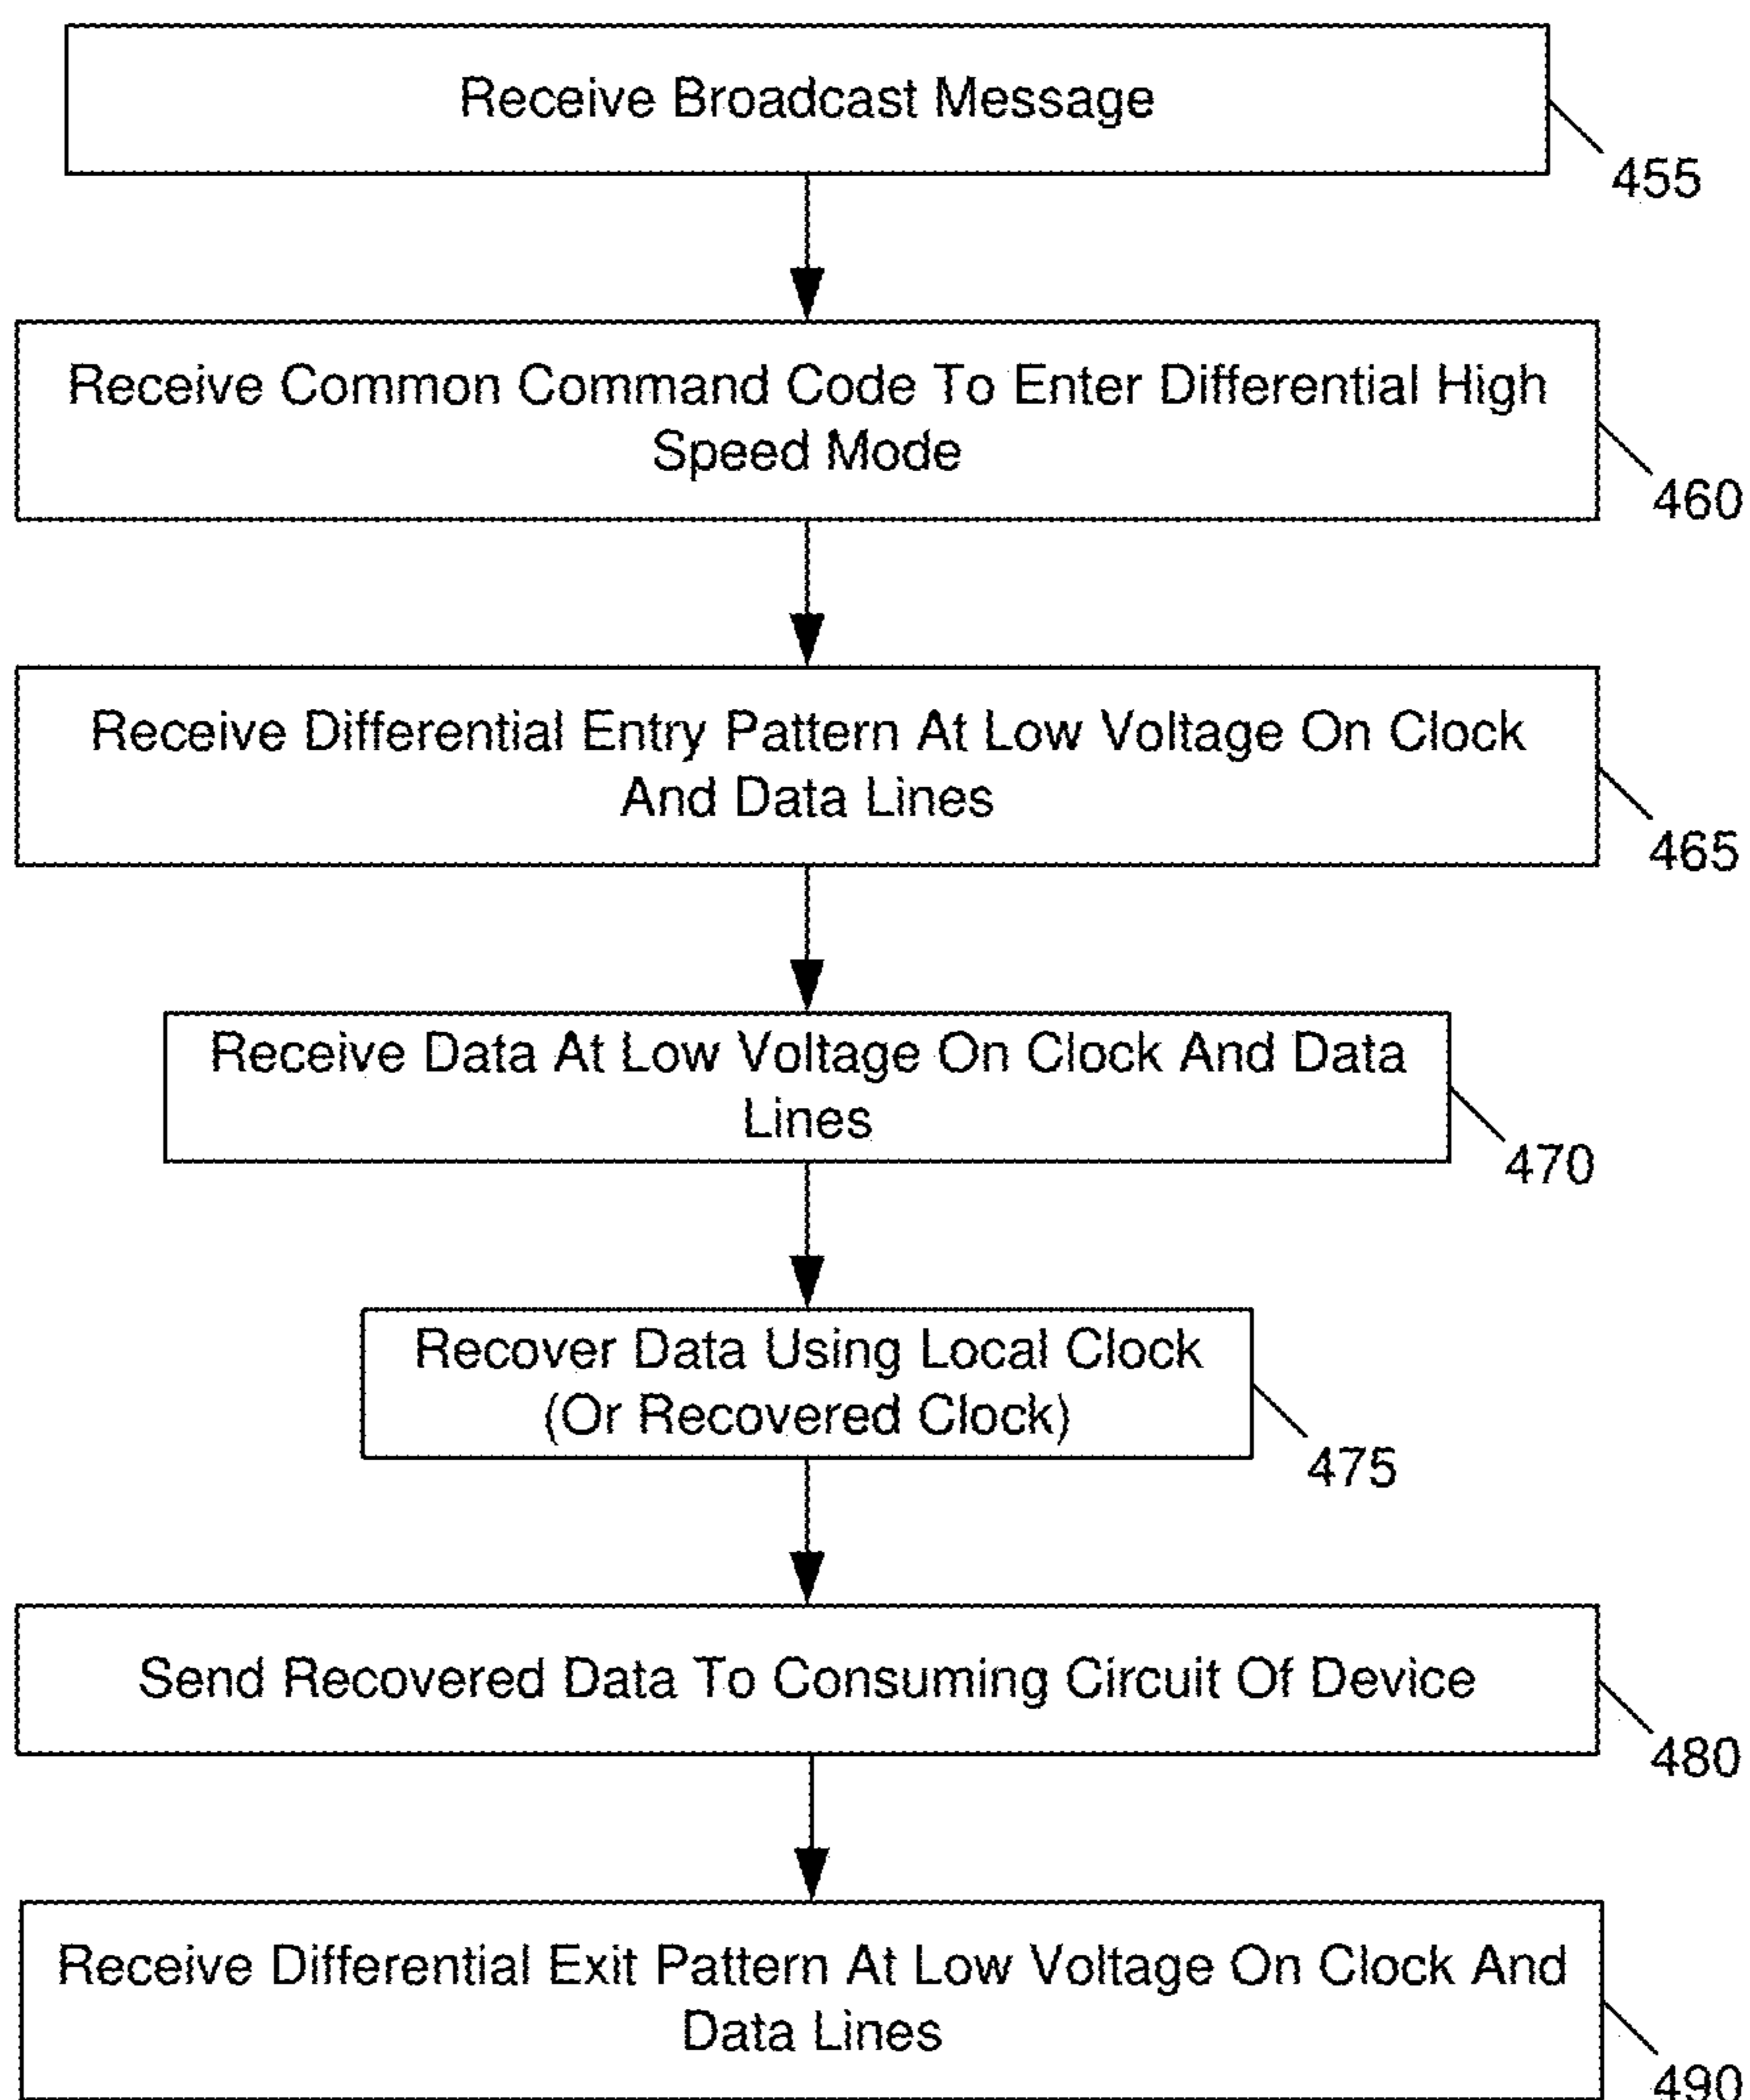 Receive Broadcast Message
455
Receive Common Command Code To Enter Differential High
Speed Mode
460
Receive Differential Entry Pattern At Low Voltage On Clock
And Data Lines
465
Receive Data At Low Voltage On Clock And Data
Lines
470
Recover Data Using Local Clock
(Or Recovered Clock)
475
Send Recovered Data To Consuming Circuit Of Device
480
Receive Differential Exit Pattern At Low Voltage On Clock And
Data Lines
490